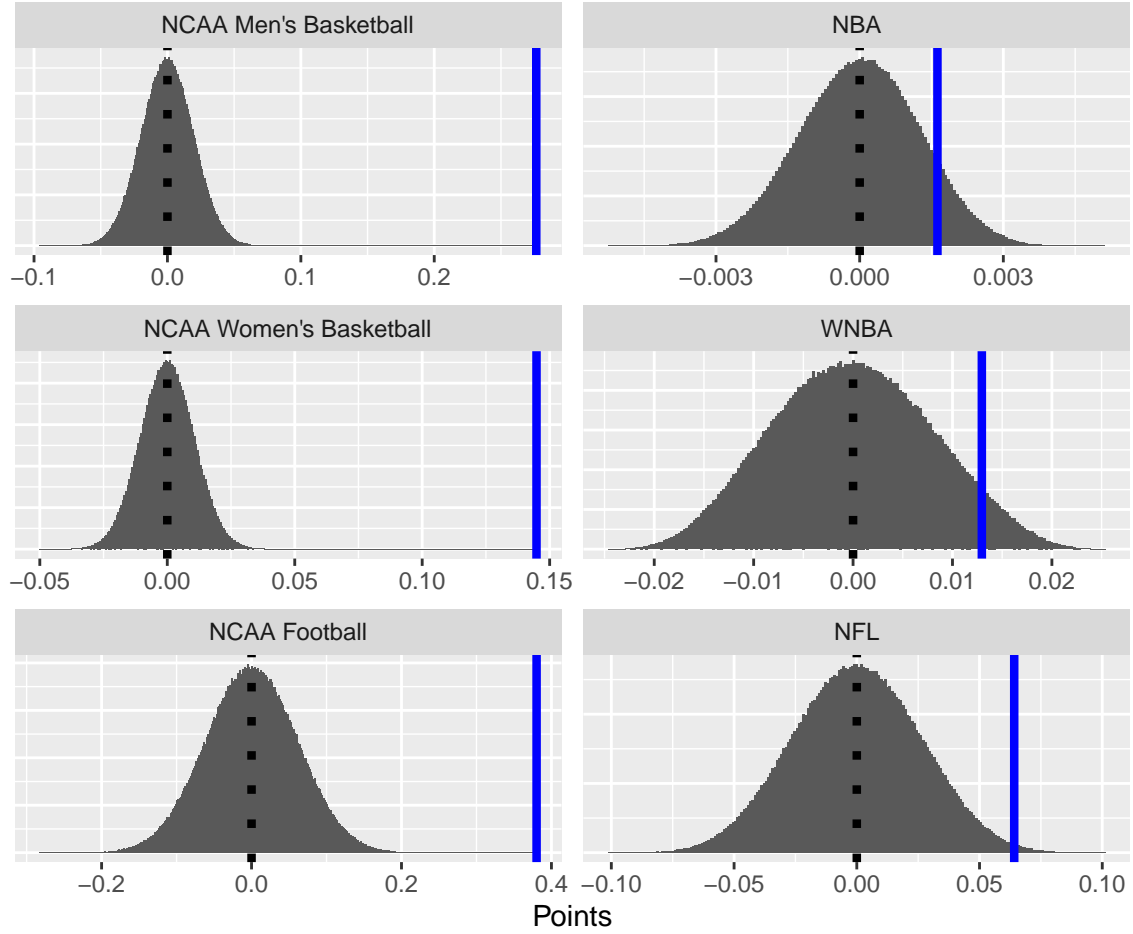 NCAA Men's Basketball
NBA
−0.1 0.0 0.1 0.2
−0.003 0.000 0.003
NCAA Women's Basketball
WNBA
−0.05 0.00 0.05 0.10 0.15
−0.02 −0.01 0.00 0.01 0.02
NCAA Football
NFL
−0.2 0.0 0.2 0.4
−0.10 −0.05 0.00 0.05 0.10
Points